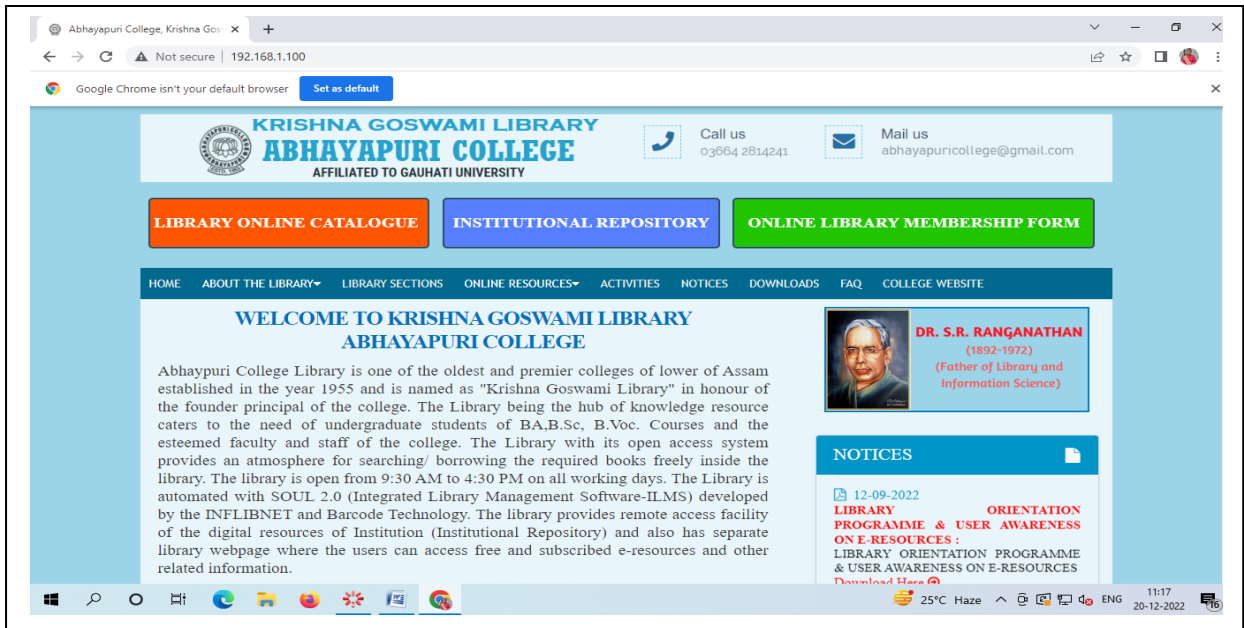 Abhayapuri College, Krishna Gos
Not secure | 192.168.1.100
Google Chrome isn't your default browser Set as default
KRISHNA GOSWAMI LIBRARY
ABHAYAPURI COLLEGE
AFFILIATED TO GAUHATI UNIVERSITY
Call us
03664 2814241
Mail us
abhayapuricollege@gmail.com
LIBRARY ONLINE CATALOGUE
INSTITUTIONAL REPOSITORY
ONLINE LIBRARY MEMBERSHIP FORM
HOME ABOUT THE LIBRARY LIBRARY SECTIONS ONLINE RESOURCES ACTIVITIES NOTICES DOWNLOADS FAQ COLLEGE WEBSITE
WELCOME TO KRISHNA GOSWAMI LIBRARY
ABHAYAPURI COLLEGE
Abhaypuri College Library is one of the oldest and premier colleges of lower of Assam
established in the year 1955 and is named as "Krishna Goswami Library" in honour of
the founder principal of the college. The Library being the hub of knowledge resource
caters to the need of undergraduate students of BA,B.Sc, B.Voc. Courses and the
esteemed faculty and staff of the college. The Library with its open access system
provides an atmosphere for searching/ borrowing the required books freely inside the
library. The library is open from 9:30 AM to 4:30 PM on all working days. The Library is
automated with SOUL 2.0 (Integrated Library Management Software-ILMS) developed
by the INFLIBNET and Barcode Technology. The library provides remote access facility
of the digital resources of Institution (Institutional Repository) and also has separate
library webpage where the users can access free and subscribed e-resources and other
related information.
DR. S.R. RANGANATHAN
(1892-1972)
(Father of Library and
Information Science)
NOTICES
12-09-2022
LIBRARY ORIENTATION
PROGRAMME & USER AWARENESS
ON E-RESOURCES :
LIBRARY ORIENTATION PROGRAMME
& USER AWARENESS ON E-RESOURCES
Download Here
25°C Haze ENG 11:17
20-12-2022
16